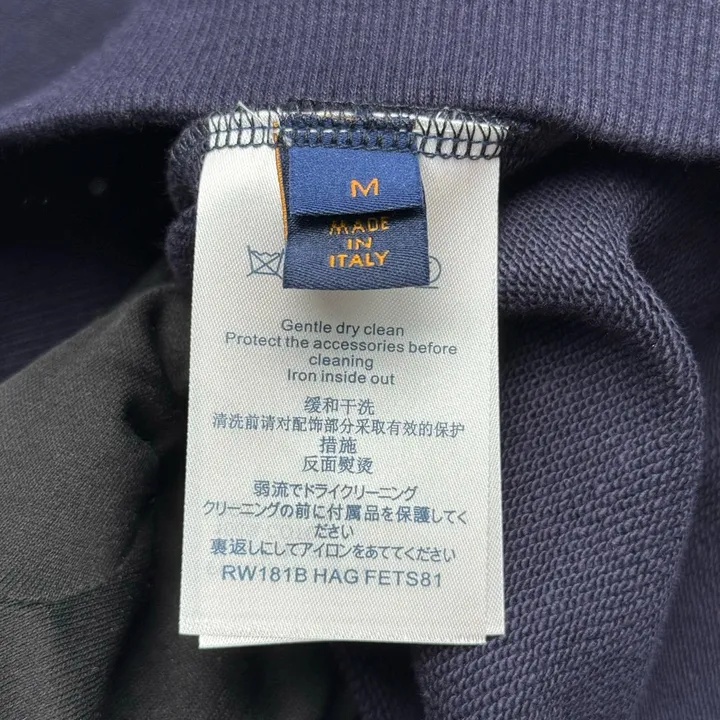 M
MADE
IN
ITALY
Gentle dry clean
Protect the accessories before
cleaning
Iron inside out
缓和干洗
清洗前请对配饰部分采取有效的保护
措施
反面熨烫
弱流でドライクリーニング
クリーニングの前に付属品を保護してく
ださい
裏返しにしてアイロンをあててください
RW181B HAG FETS81